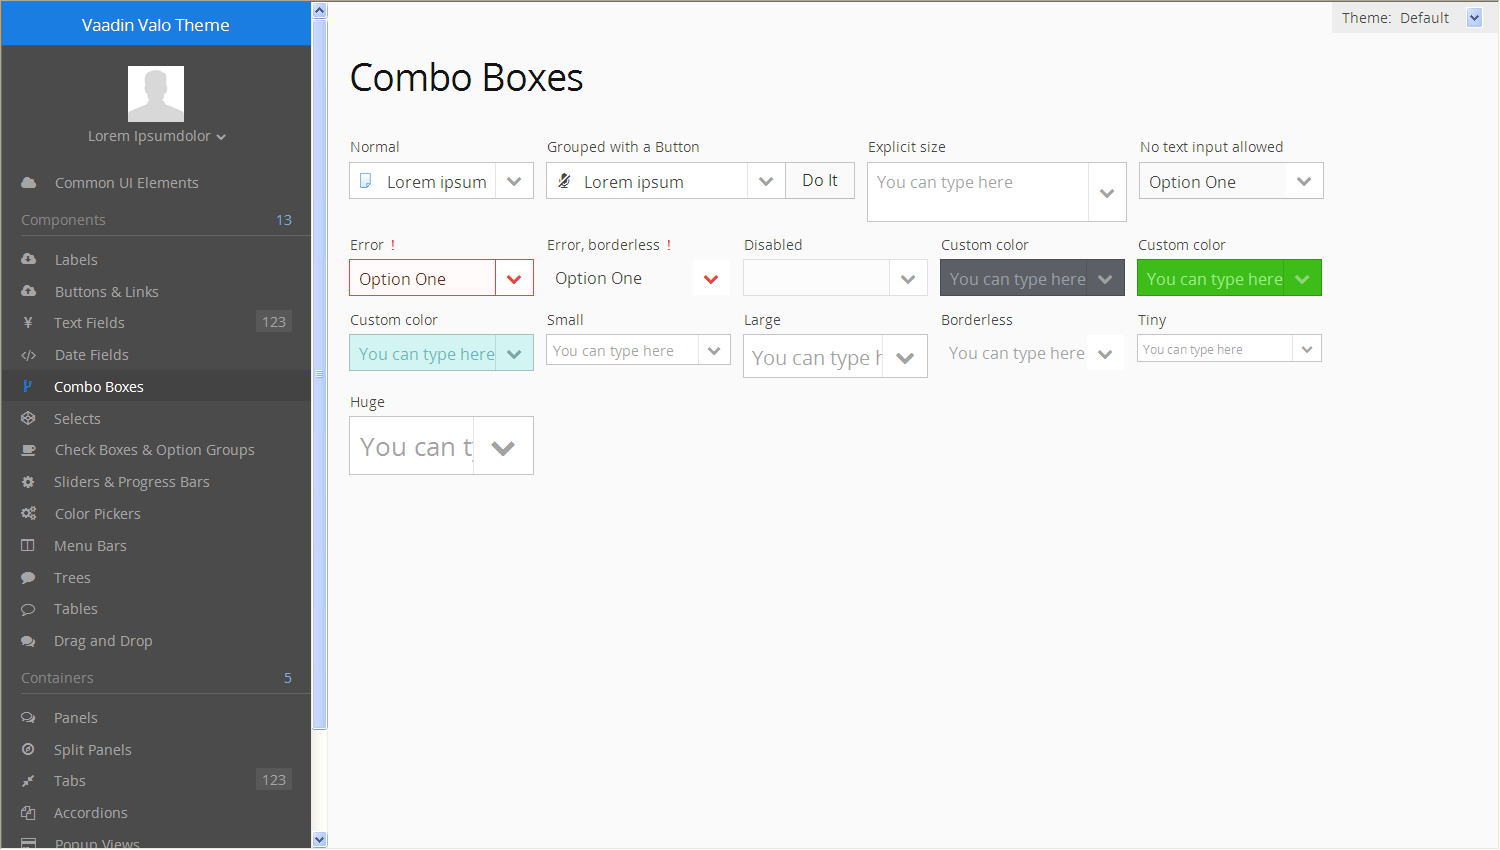 Vaadin Valo Theme
Lorem Ipsumdolor
Common UI Elements
Components 13
Labels
Buttons & Links
Text Fields 123
Date Fields
Combo Boxes
Selects
Check Boxes & Option Groups
Sliders & Progress Bars
Color Pickers
Menu Bars
Trees
Tables
Drag and Drop
Containers 5
Panels
Split Panels
Tabs 123
Accordions
Popup Views
Theme: Default
Combo Boxes
Normal Grouped with a Button Explicit size No text input allowed
Lorem ipsum Lorem ipsum Do It You can type here Option One
Error ! Error, borderless ! Disabled Custom color Custom color
Option One Option One You can type here You can type here
Custom color Small Large Borderless Tiny
You can type here You can type here You can type h You can type here You can type here
Huge
You can ty